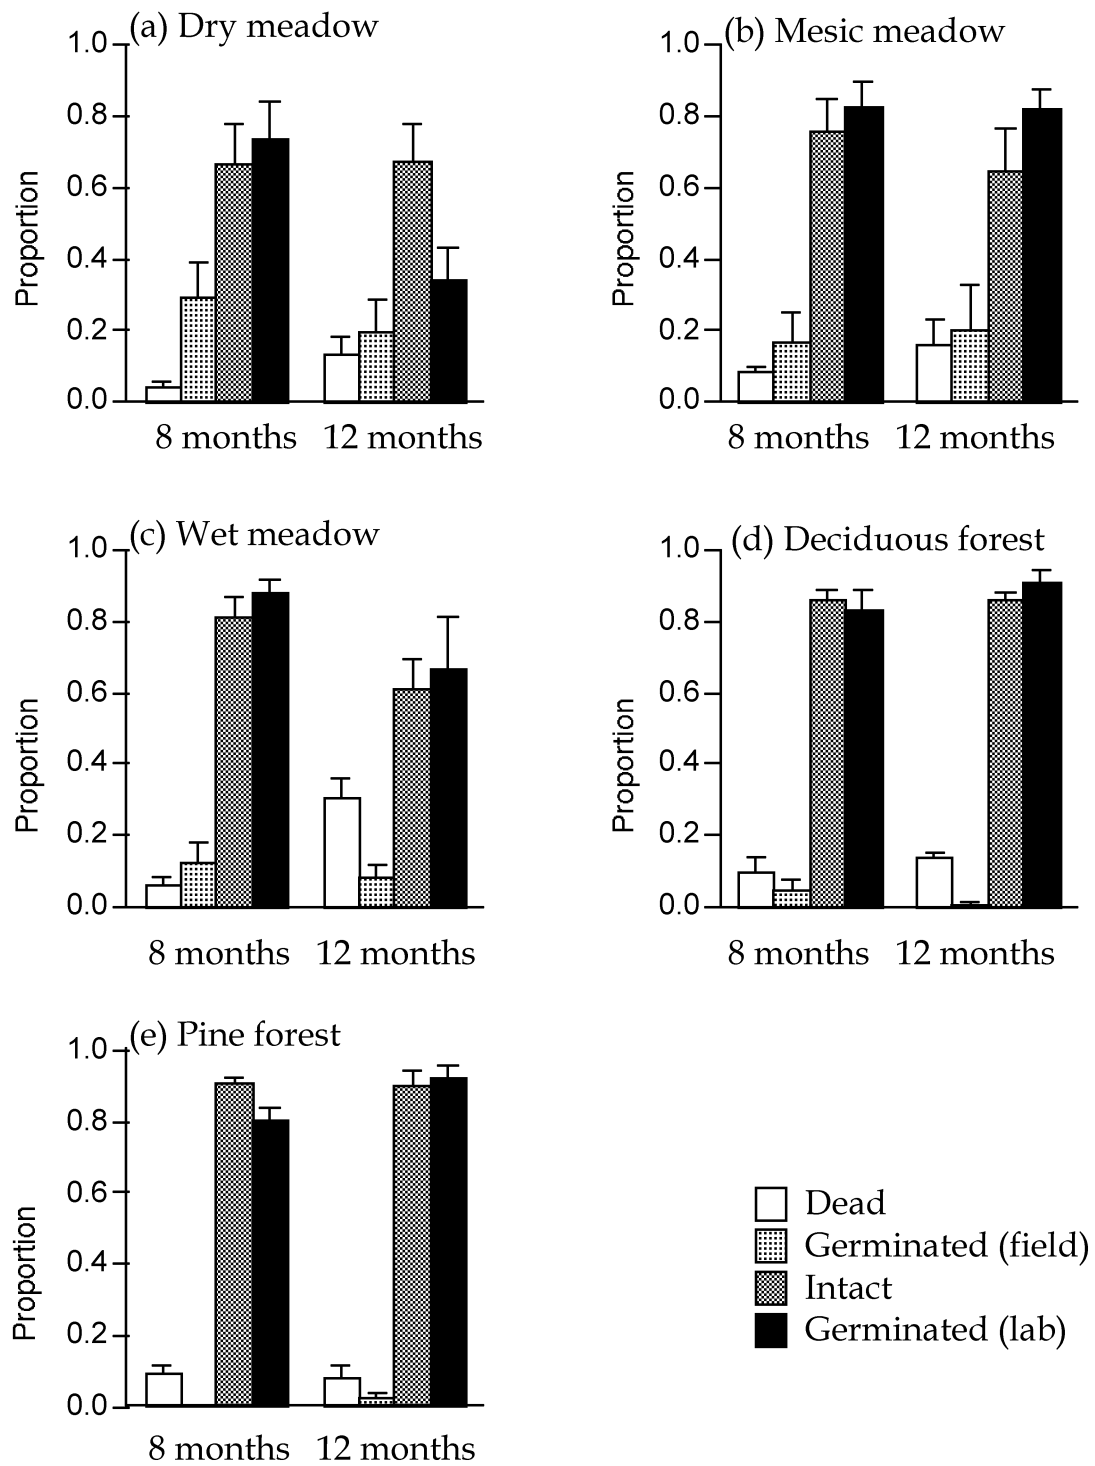 (a) Dry meadow
1.0
0.8
0.6
0.4
0.2
0.0
Proportion
8 months 12 months
(b) Mesic meadow
1.0
0.8
0.6
0.4
0.2
0.0
Proportion
8 months 12 months
(c) Wet meadow
1.0
0.8
0.6
0.4
0.2
0.0
Proportion
8 months 12 months
(d) Deciduous forest
1.0
0.8
0.6
0.4
0.2
0.0
Proportion
8 months 12 months
(e) Pine forest
1.0
0.8
0.6
0.4
0.2
0.0
Proportion
8 months 12 months
Dead
Germinated (field)
Intact
Germinated (lab)